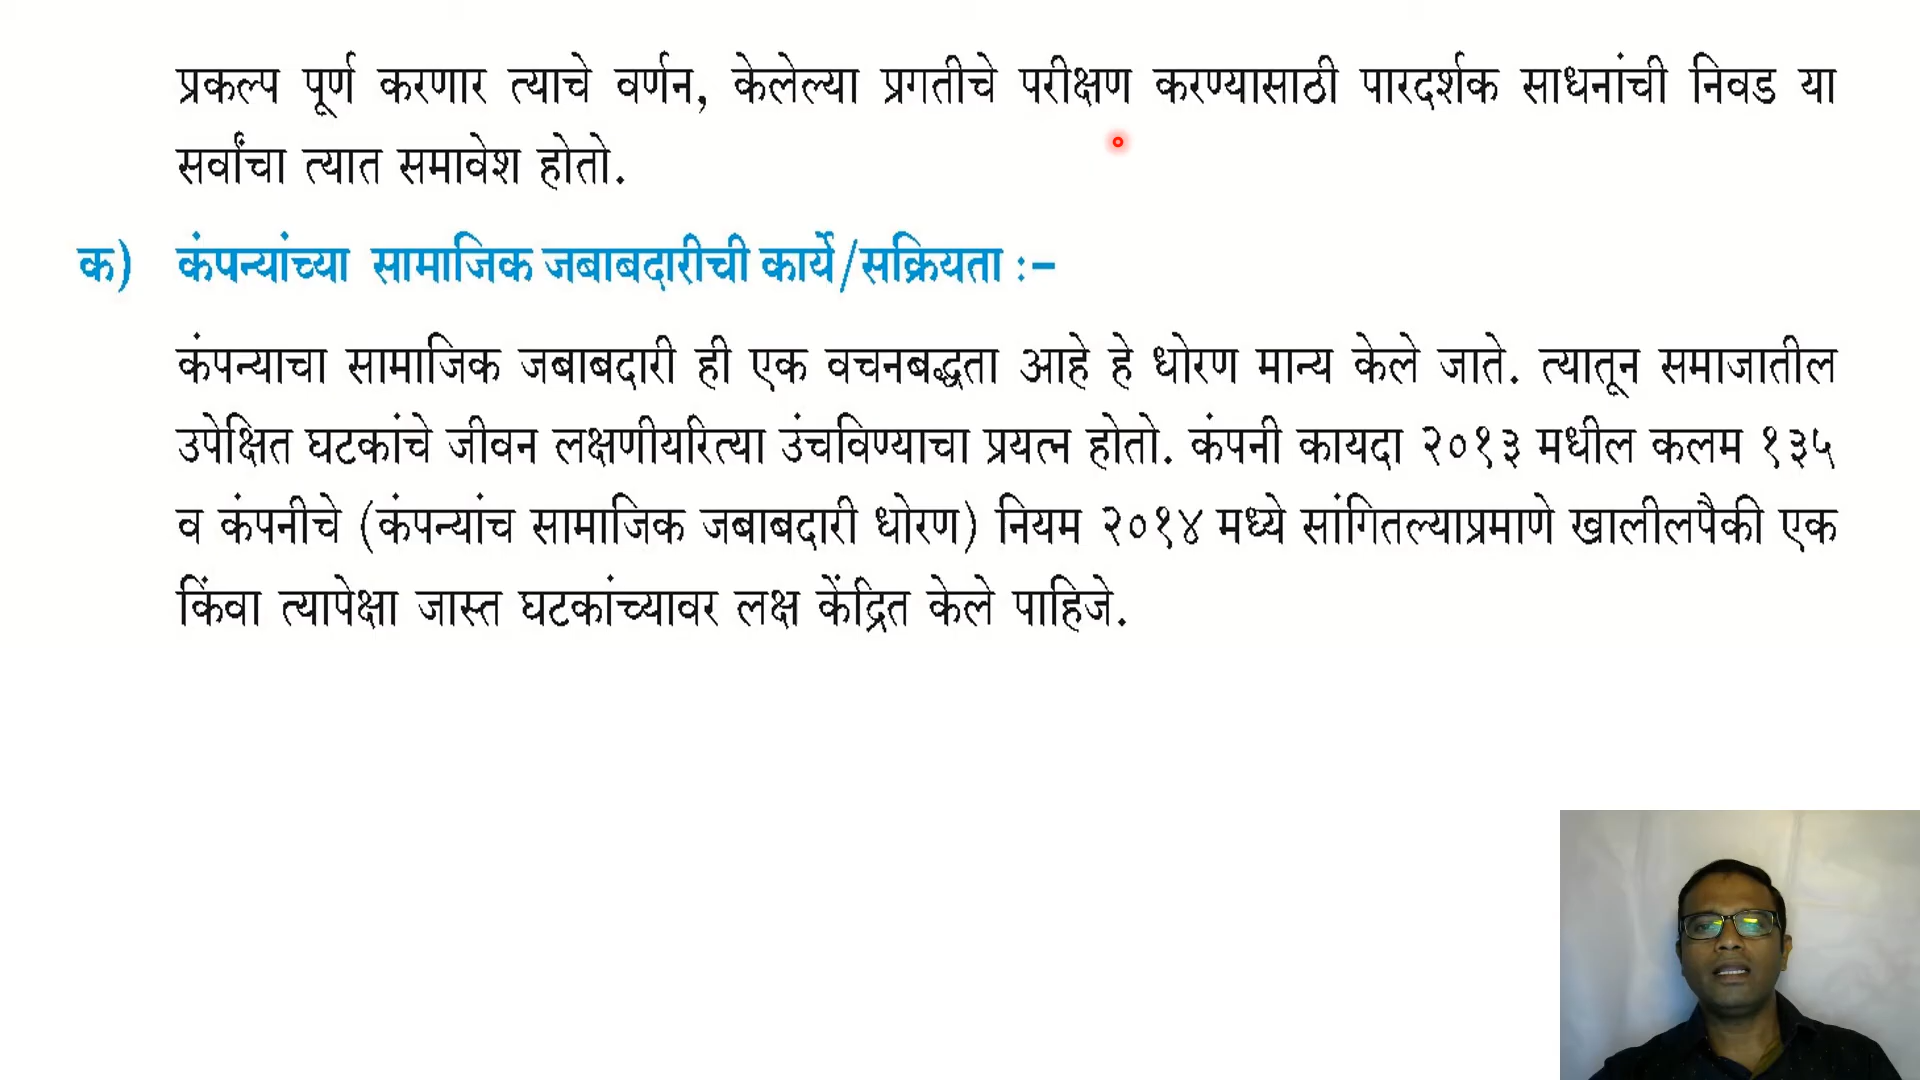 प्रकल्प पूर्ण करणार त्याचे वर्णन, केलेल्या प्रगतीचे परीक्षण करण्यासाठी पारदर्शक साधनांची निवड या
सर्वांचा त्यात समावेश होतो.
क) कंपन्यांच्या सामाजिक जबाबदारीची कार्ये/सक्रियता :–
कंपन्याचा सामाजिक जबाबदारी ही एक वचनबद्धता आहे हे धोरण मान्य केले जाते. त्यातून समाजातील
उपेक्षित घटकांचे जीवन लक्षणीयरित्या उंचविण्याचा प्रयत्न होतो. कंपनी कायदा २०१३ मधील कलम १३५
व कंपनीचे (कंपन्यांच सामाजिक जबाबदारी धोरण) नियम २०१४ मध्ये सांगितल्याप्रमाणे खालीलपैकी एक
किंवा त्यापेक्षा जास्त घटकांच्यावर लक्ष केंद्रित केले पाहिजे.